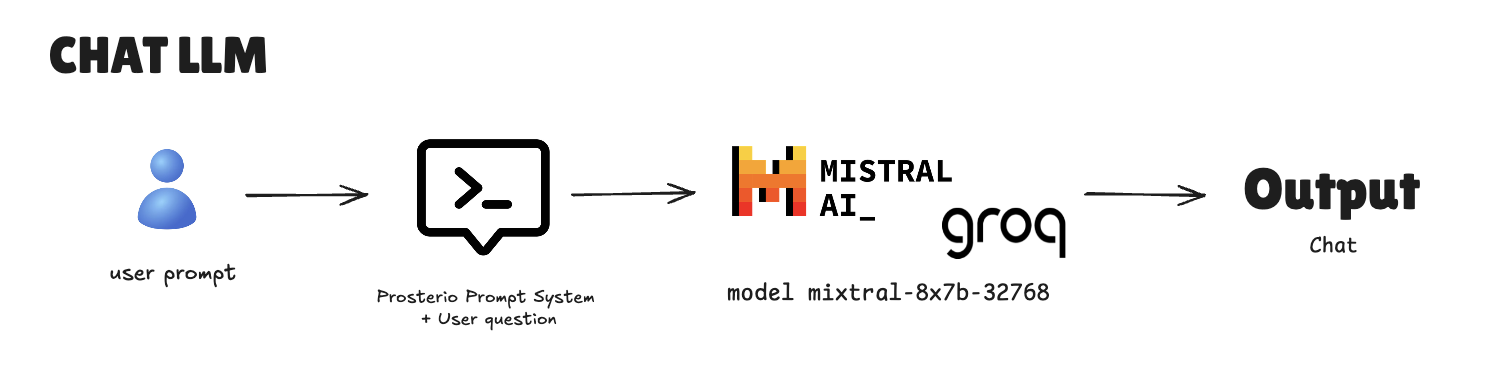 CHAT LLM
user prompt
Prosterio Prompt System
+ User question
MISTRAL
AI_
groq
model mixtral-8x7b-32768
Output
Chat